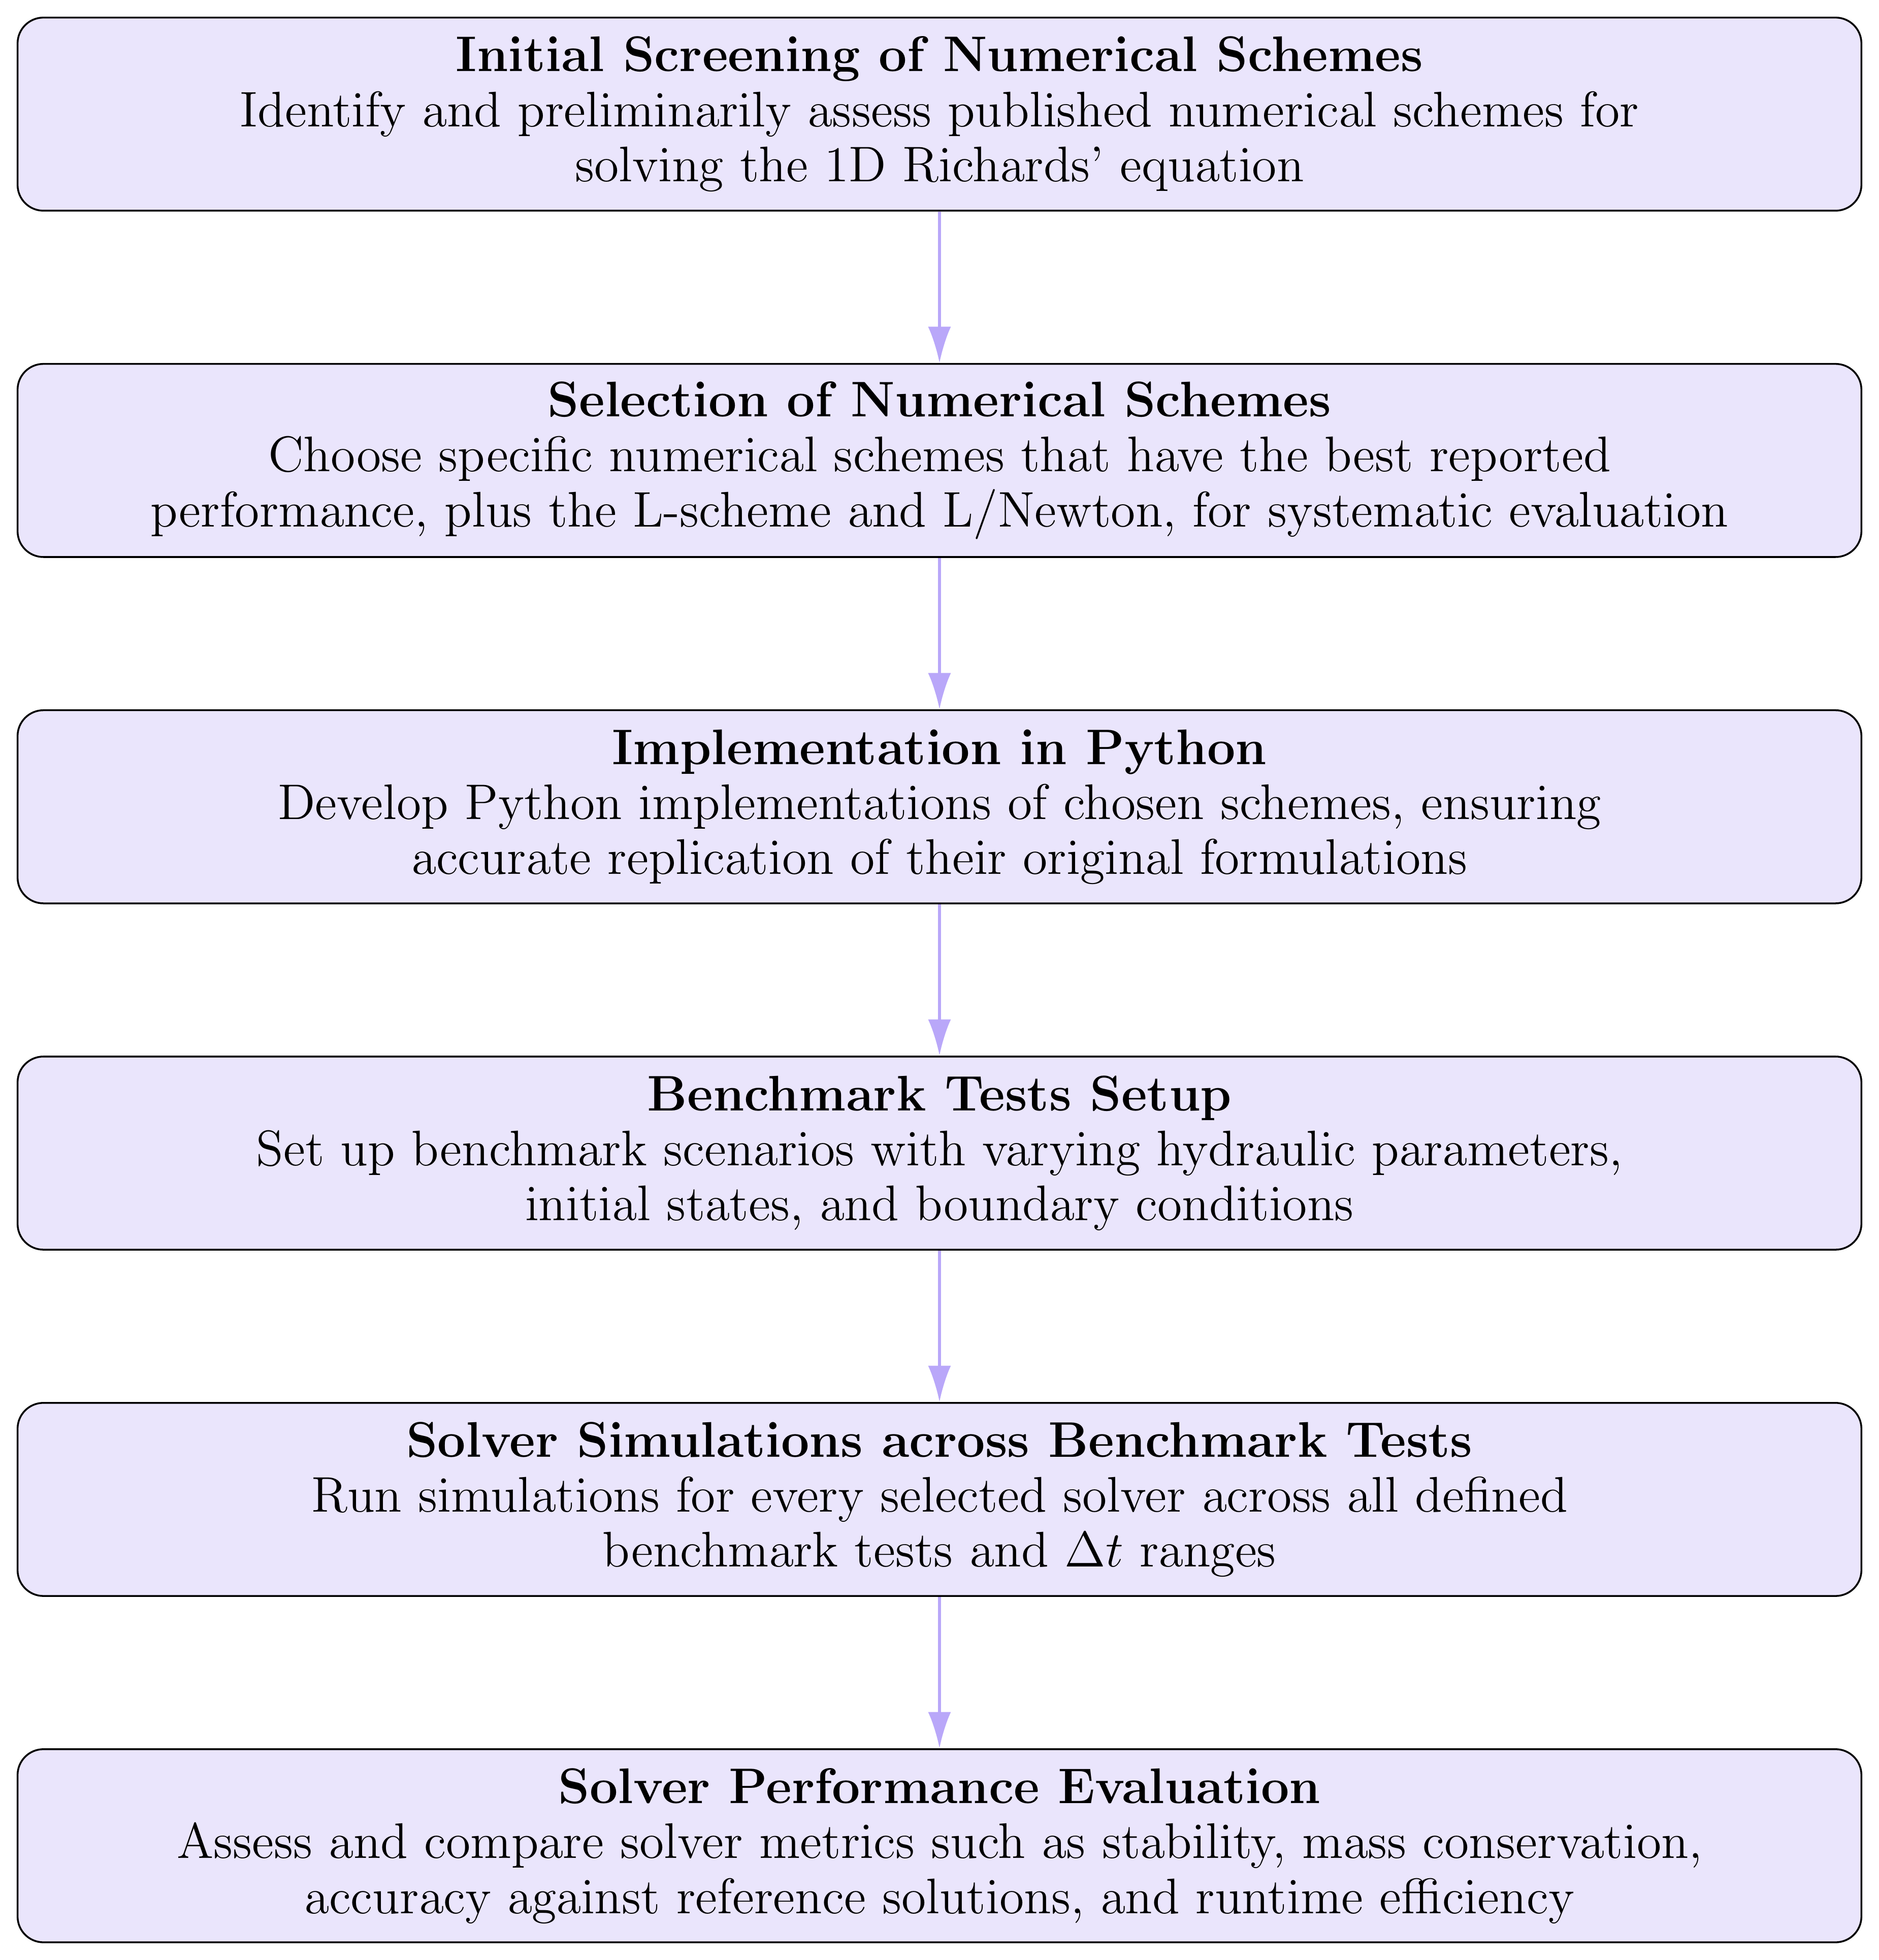 Initial Screening of Numerical Schemes
Identify and preliminarily assess published numerical schemes for
solving the 1D Richards’ equation
Selection of Numerical Schemes
Choose specific numerical schemes that have the best reported
performance, plus the L-scheme and L/Newton, for systematic evaluation
Implementation in Python
Develop Python implementations of chosen schemes, ensuring
accurate replication of their original formulations
Benchmark Tests Setup
Set up benchmark scenarios with varying hydraulic parameters,
initial states, and boundary conditions
Solver Simulations across Benchmark Tests
Run simulations for every selected solver across all defined
benchmark tests and Δt ranges
Solver Performance Evaluation
Assess and compare solver metrics such as stability, mass conservation,
accuracy against reference solutions, and runtime efficiency